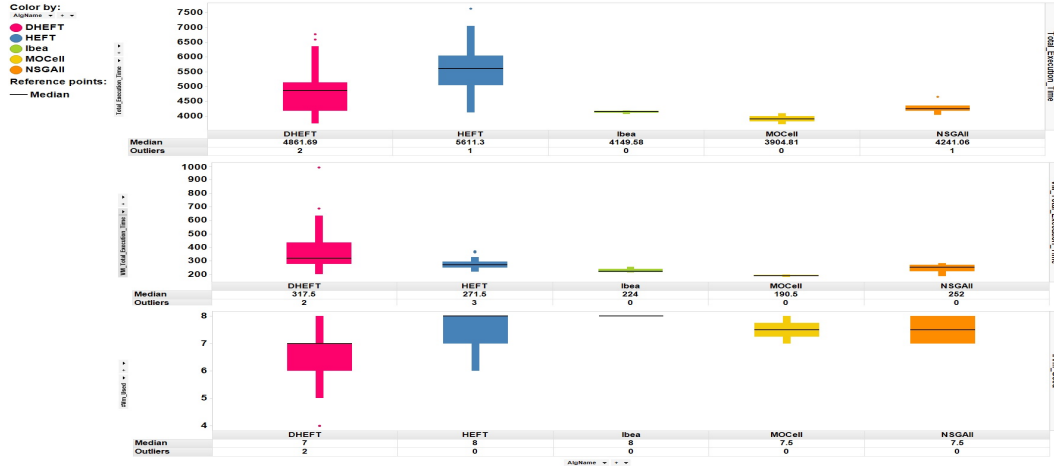 Color by:
AlgName
DHEFT
HEFT
Ibea
MOCell
NSGAII
Reference points:
Median
Total_Execution_Time
7500
7000
6500
6000
5500
5000
4500
4000
Total_Execution_Time
DHEFT HEFT Ibea MOCell NSGAII
Median 4861.69 5611.3 4149.58 3904.81 4241.06
Outliers 2 1 0 0 1
VM_Total_Execution_Time
1000
900
800
700
600
500
400
300
200
DHEFT HEFT Ibea MOCell NSGAII
Median 317.5 271.5 224 190.5 252
Outliers 2 3 0 0 0
#Vm_Used
8
7
6
5
4
DHEFT HEFT Ibea MOCell NSGAII
Median 7 8 8 7.5 7.5
Outliers 2 0 0 0 0
AlgName